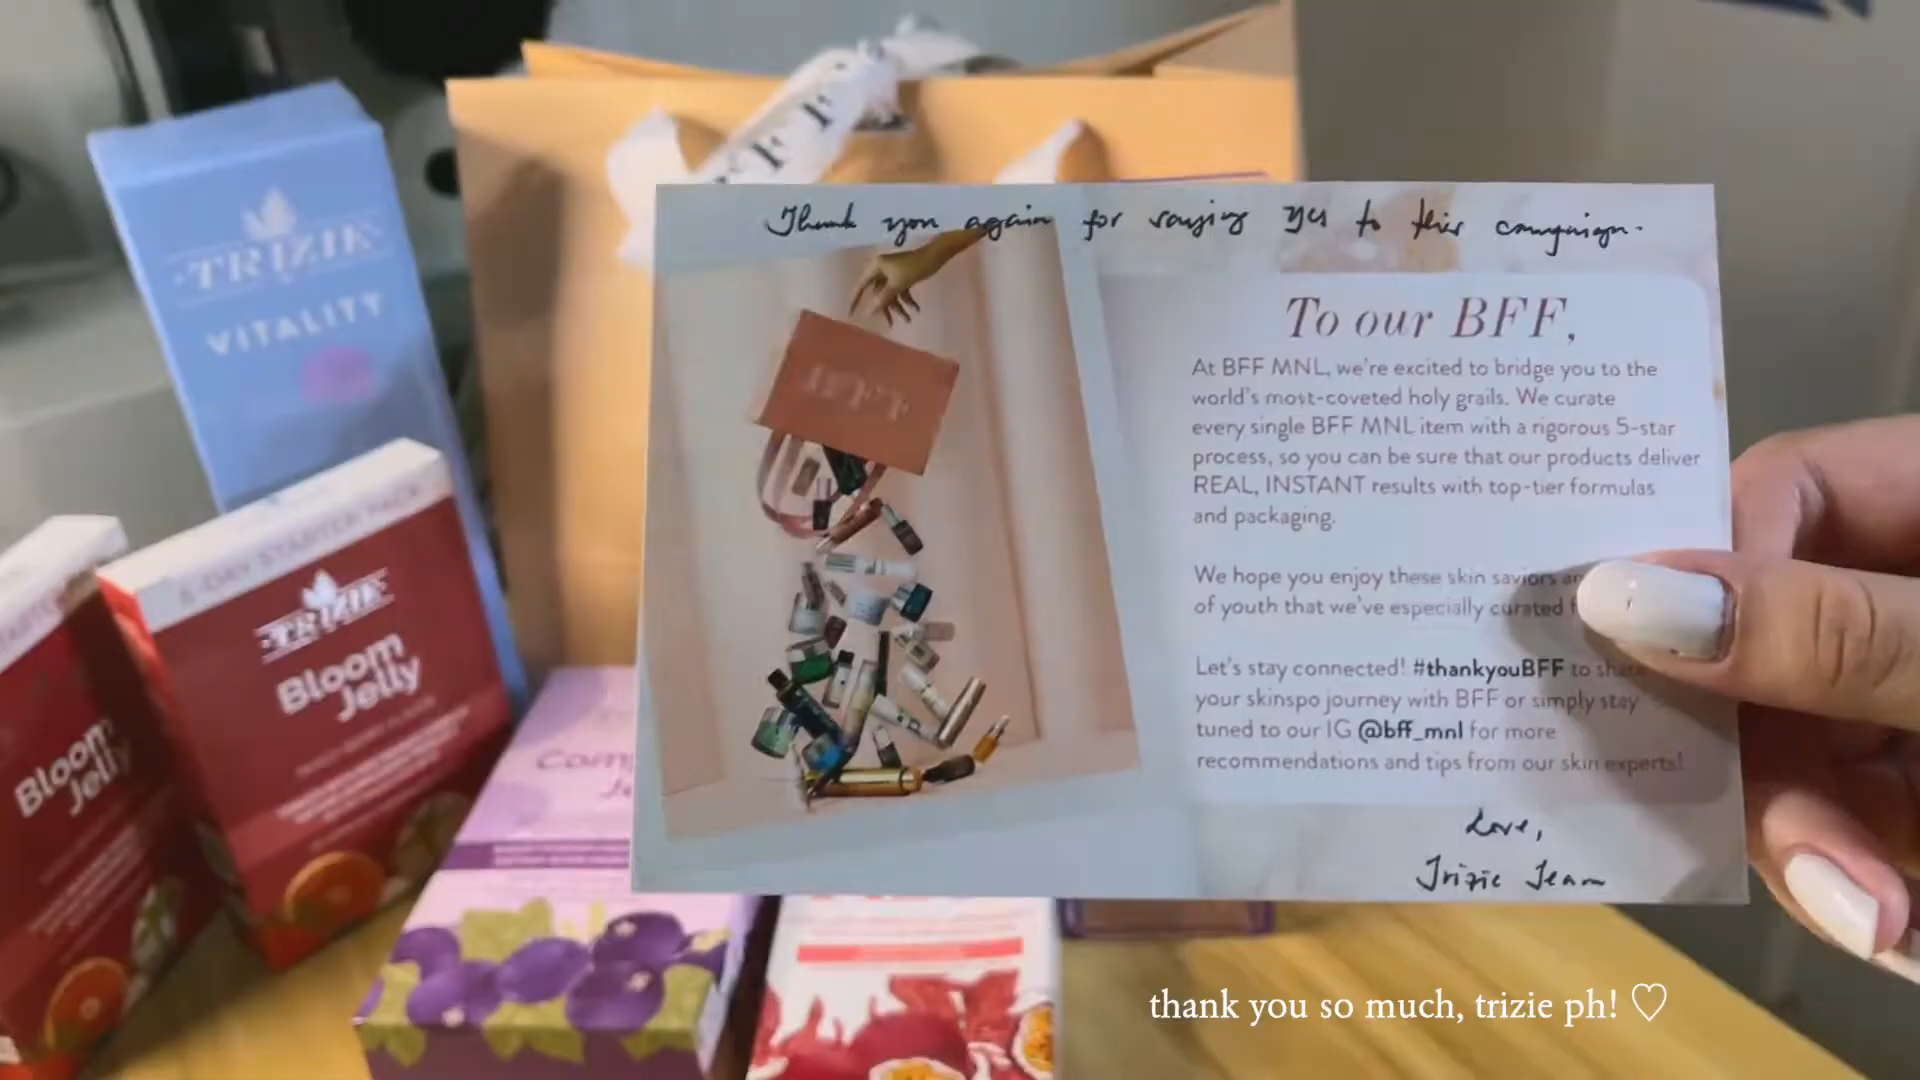 Thank you again for saying yes to this campaign.
To our BFF,
At BFF MNL, we're excited to bridge you to the
world's most-coveted holy grails. We curate
every single BFF MNL item with a rigorous 5-star
process, so you can be sure that our products deliver
REAL, INSTANT results with top-tier formulas
and packaging.
We hope you enjoy these skin saviors
of youth that we've especially curated
Let's stay connected! #thankyouBFF to share
your skinspo journey with BFF or simply stay
tuned to our IG @bff_mnl for more
recommendations and tips from our skin experts!
Love,
Trizie Team
BFF
TRIZIE
VITALITY
5-DAY STARTER PACK
TRIZIE
Bloom
Jelly
Bloom
Jelly
thank you so much, trizie ph! ♡